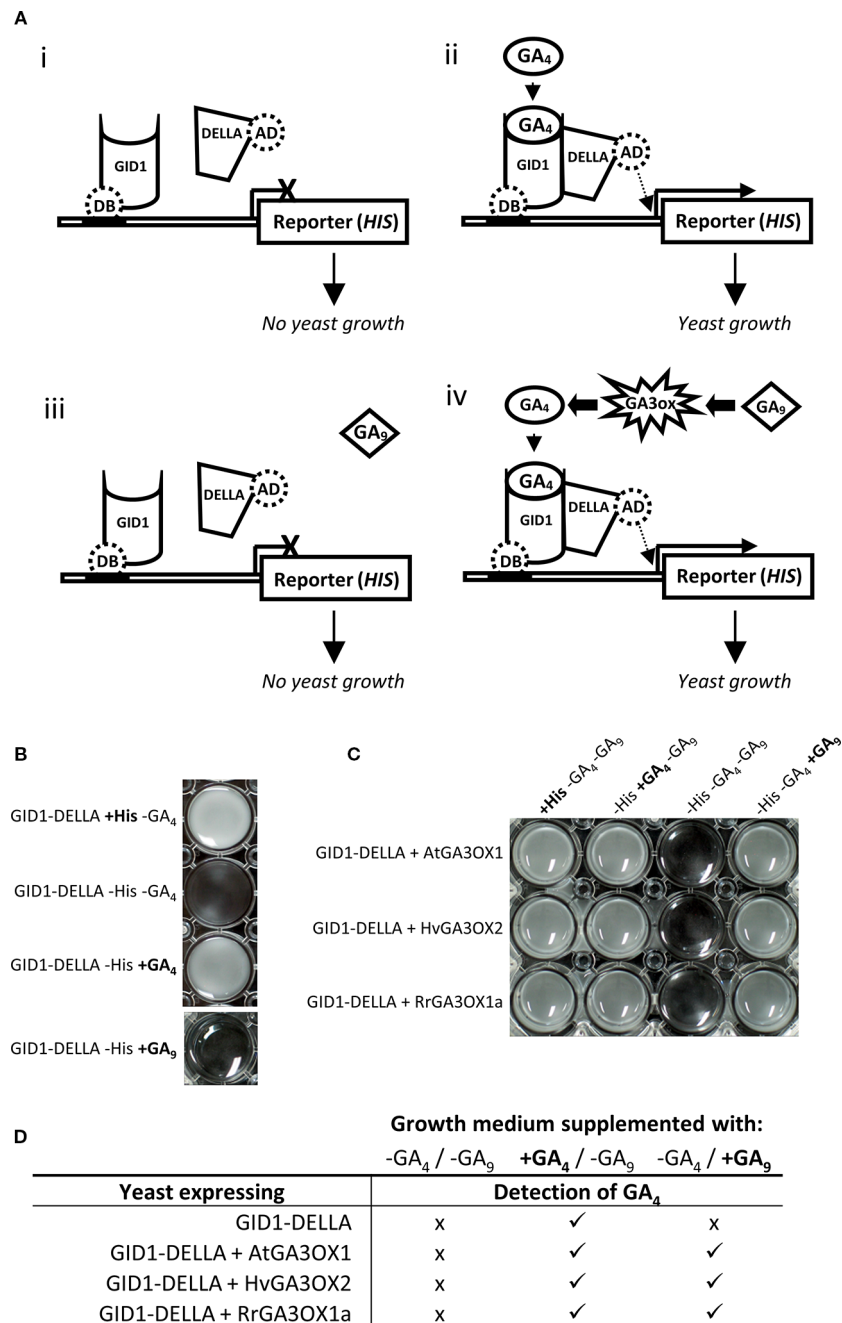 A
i
GID1
DELLA
AD
DB
X
Reporter (HIS)
No yeast growth
ii
GA4
GA4
GID1
DELLA
AD
DB
Reporter (HIS)
Yeast growth
iii
GA9
GID1
DELLA
AD
DB
X
Reporter (HIS)
No yeast growth
iv
GA4
GA3ox
GA9
GA4
GID1
DELLA
AD
DB
Reporter (HIS)
Yeast growth
B
GID1-DELLA +His -GA4
GID1-DELLA -His -GA4
GID1-DELLA -His +GA4
GID1-DELLA -His +GA9
C
+His -GA4-GA9
-His +GA4-GA9
-His -GA4-GA9
-His -GA4 +GA9
GID1-DELLA + AtGA3OX1
GID1-DELLA + HvGA3OX2
GID1-DELLA + RrGA3OX1a
D
Growth medium supplemented with:
-GA4 / -GA9 +GA4 / -GA9 -GA4 / +GA9
Yeast expressing Detection of GA4
GID1-DELLA x ✓ x
GID1-DELLA + AtGA3OX1 x ✓ ✓
GID1-DELLA + HvGA3OX2 x ✓ ✓
GID1-DELLA + RrGA3OX1a x ✓ ✓